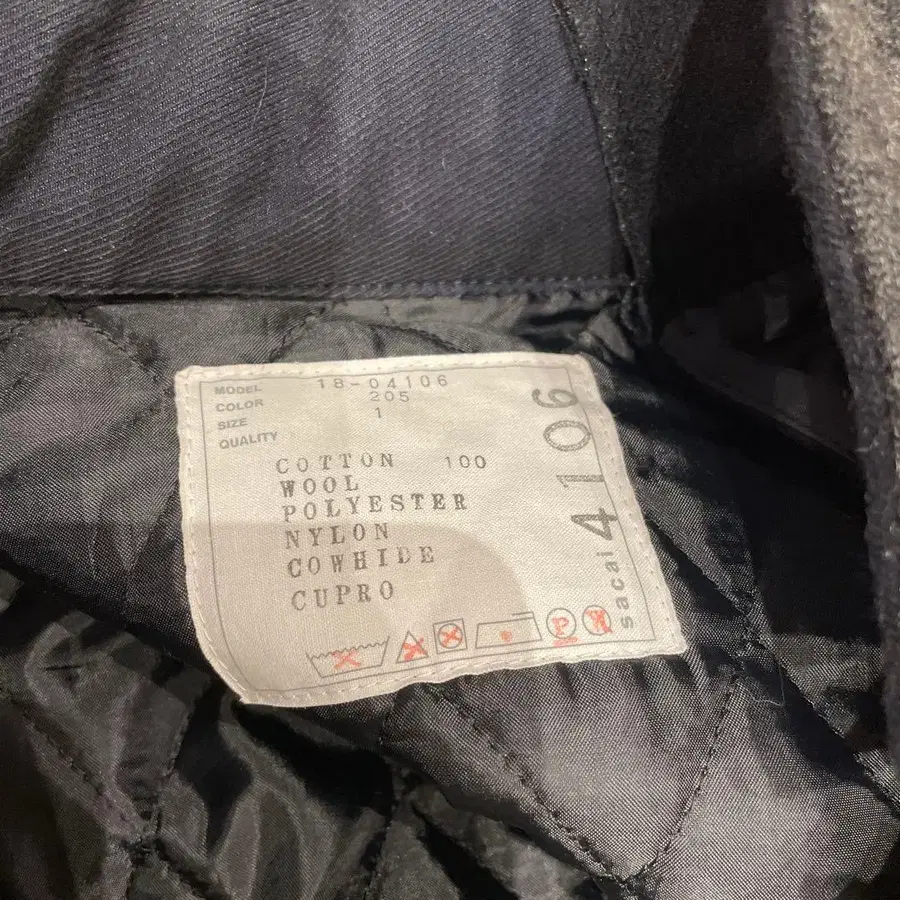 MODEL 18-04106
COLOR 205
SIZE 1
QUALITY
COTTON 100
WOOL
POLYESTER
NYLON
COWHIDE
CUPRO
P
sacai 4106